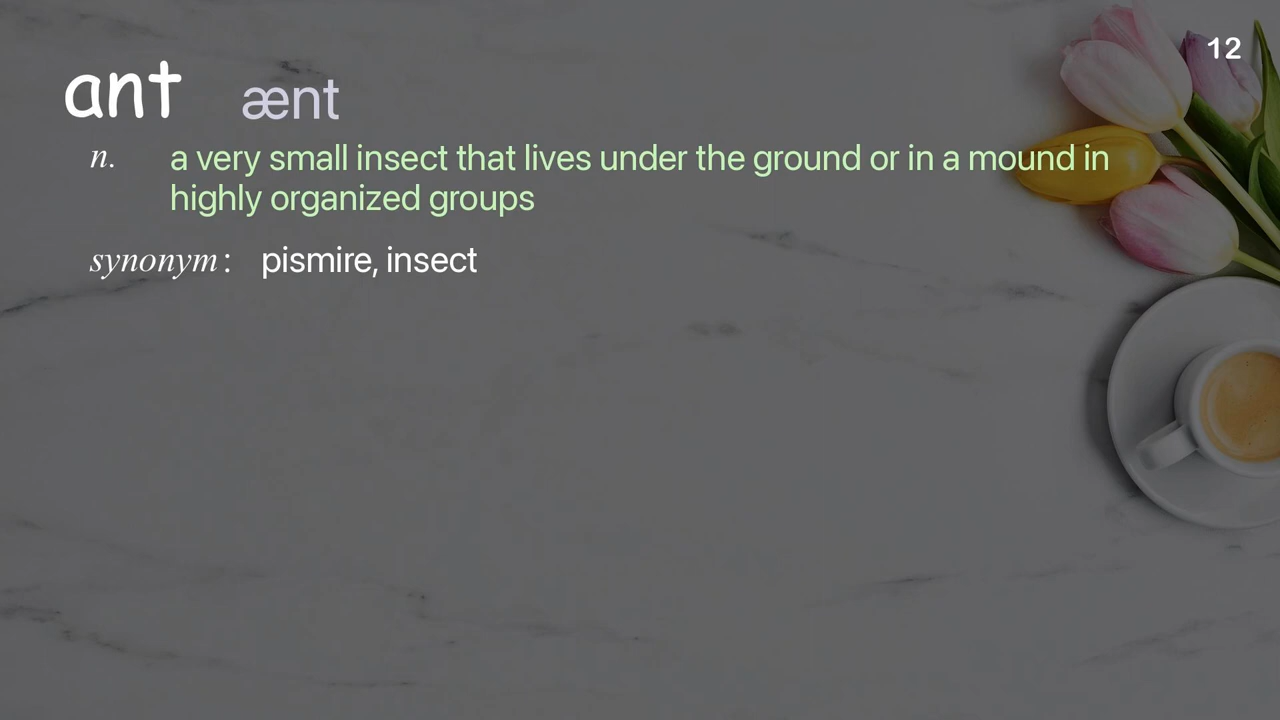 12
ant ænt
n. a very small insect that lives under the ground or in a mound in
highly organized groups
synonym : pismire, insect